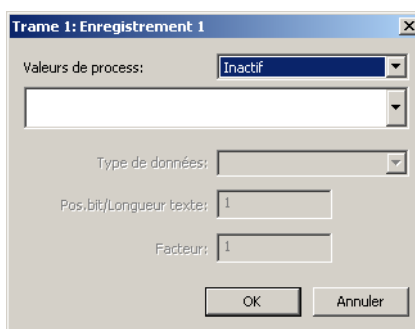 Trame 1: Enregistrement 1
Valeurs de process: Inactif
Type de données:
Pos.bit/Longueur texte: 1
Facteur: 1
OK Annuler